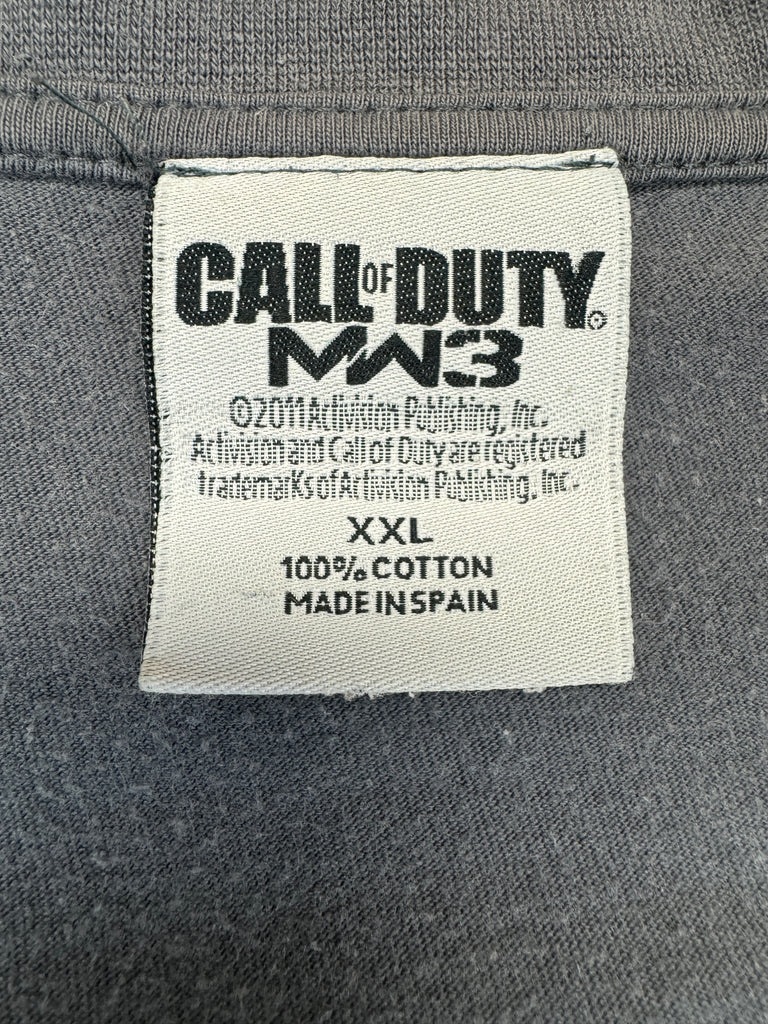 CALL OF DUTY®
MW3
©2011 Activision Publishing, Inc.
Activision and Call of Duty are registered
trademarks of Activision Publishing, Inc.
XXL
100% COTTON
MADE IN SPAIN